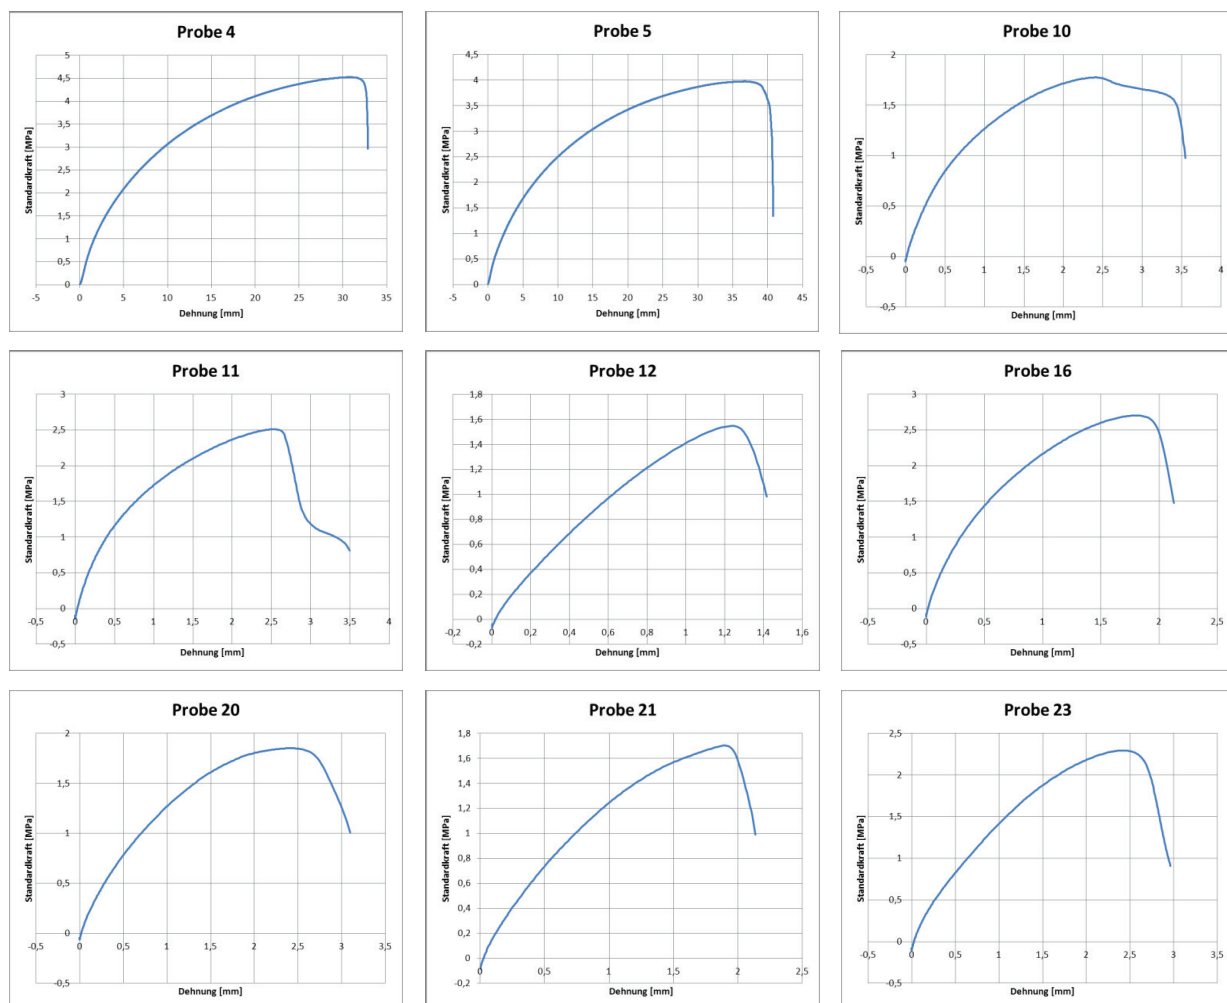 Probe 4
Standardkraft [MPa]
5
4,5
4
3,5
3
2,5
2
1,5
1
0,5
0
-5 0 5 10 15 20 25 30 35
Dehnung [mm]
Probe 5
Standardkraft [MPa]
4,5
4
3,5
3
2,5
2
1,5
1
0,5
0
-5 0 5 10 15 20 25 30 35 40 45
Dehnung [mm]
Probe 10
Standardkraft [MPa]
2
1,5
1
0,5
0
-0,5 0 0,5 1 1,5 2 2,5 3 3,5 4
-0,5
Dehnung [mm]
Probe 11
Standardkraft [MPa]
3
2,5
2
1,5
1
0,5
0
-0,5 0 0,5 1 1,5 2 2,5 3 3,5 4
-0,5
Dehnung [mm]
Probe 12
Standardkraft [MPa]
1,8
1,6
1,4
1,2
1
0,8
0,6
0,4
0,2
0
-0,2 0 0,2 0,4 0,6 0,8 1 1,2 1,4 1,6
-0,2
Dehnung [mm]
Probe 16
Standardkraft [MPa]
3
2,5
2
1,5
1
0,5
0
-0,5 0 0,5 1 1,5 2 2,5
-0,5
Dehnung [mm]
Probe 20
Standardkraft [MPa]
2
1,5
1
0,5
0
-0,5 0 0,5 1 1,5 2 2,5 3 3,5
-0,5
Dehnung [mm]
Probe 21
Standardkraft [MPa]
1,8
1,6
1,4
1,2
1
0,8
0,6
0,4
0,2
0
0 0,5 1 1,5 2 2,5
-0,2
Dehnung [mm]
Probe 23
Standardkraft [MPa]
2,5
2
1,5
1
0,5
0
-0,5 0 0,5 1 1,5 2 2,5 3 3,5
-0,5
Dehnung [mm]